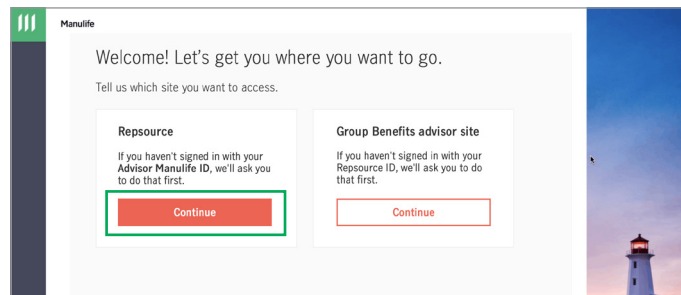 Manulife
Welcome! Let's get you where you want to go.
Tell us which site you want to access.
Repsource
If you haven't signed in with your
Advisor Manulife ID, we'll ask you
to do that first.
Continue
Group Benefits advisor site
If you haven't signed in with your
Repsource ID, we'll ask you to do
that first.
Continue